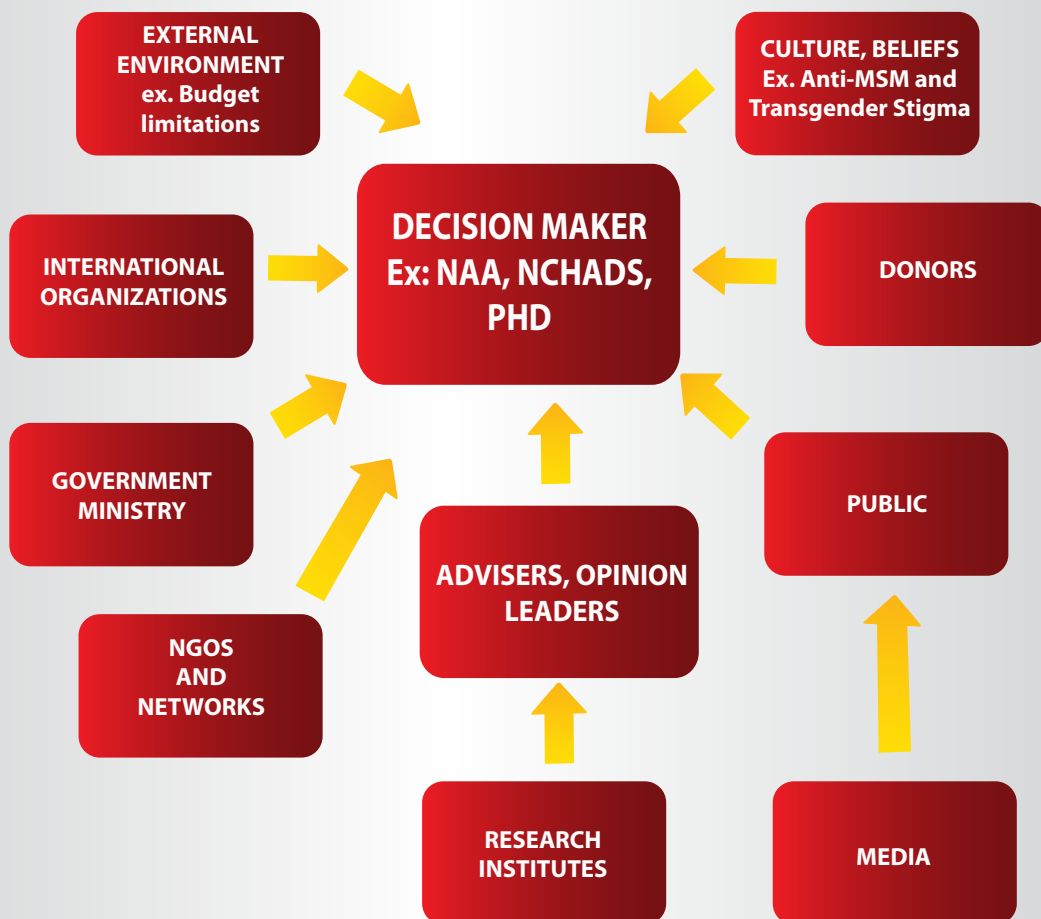 EXTERNAL
ENVIRONMENT
ex. Budget
limitations
CULTURE, BELIEFS
Ex. Anti-MSM and
Transgender Stigma
DECISION MAKER
Ex: NAA, NCHADS,
PHD
INTERNATIONAL
ORGANIZATIONS
DONORS
GOVERNMENT
MINISTRY
PUBLIC
ADVISERS, OPINION
LEADERS
NGOS
AND
NETWORKS
RESEARCH
INSTITUTES
MEDIA